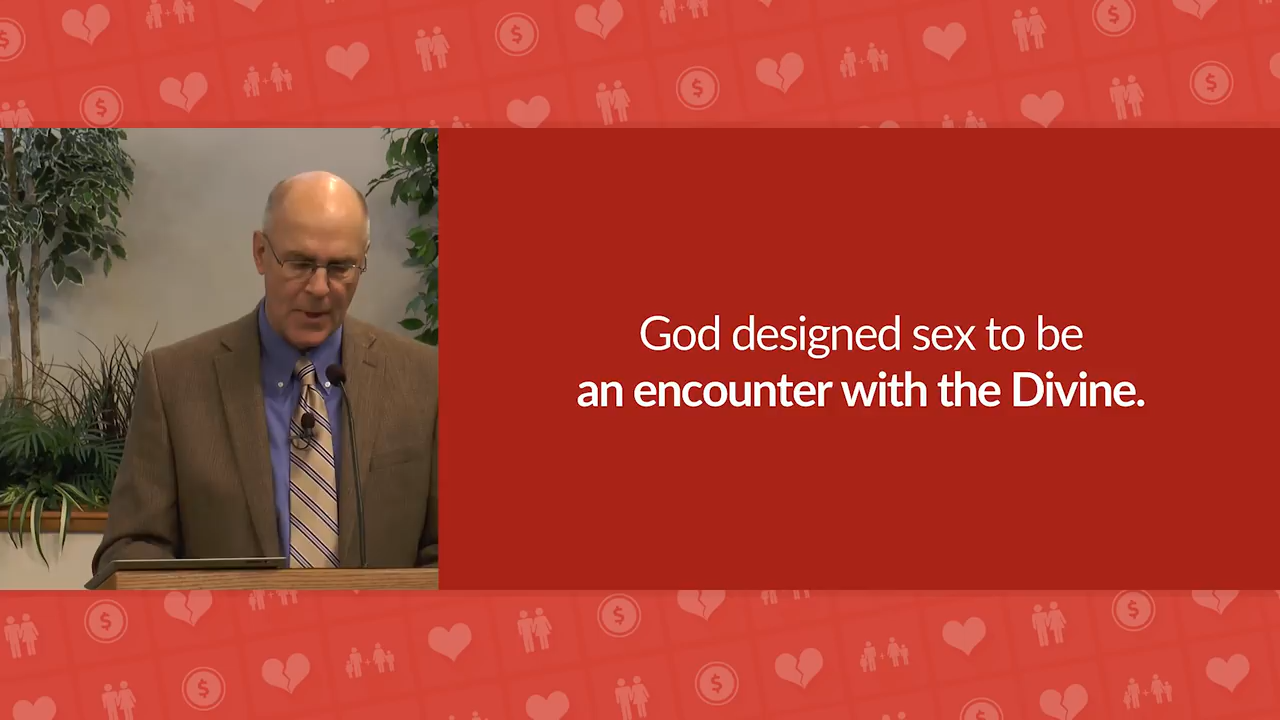 God designed sex to be
an encounter with the Divine.